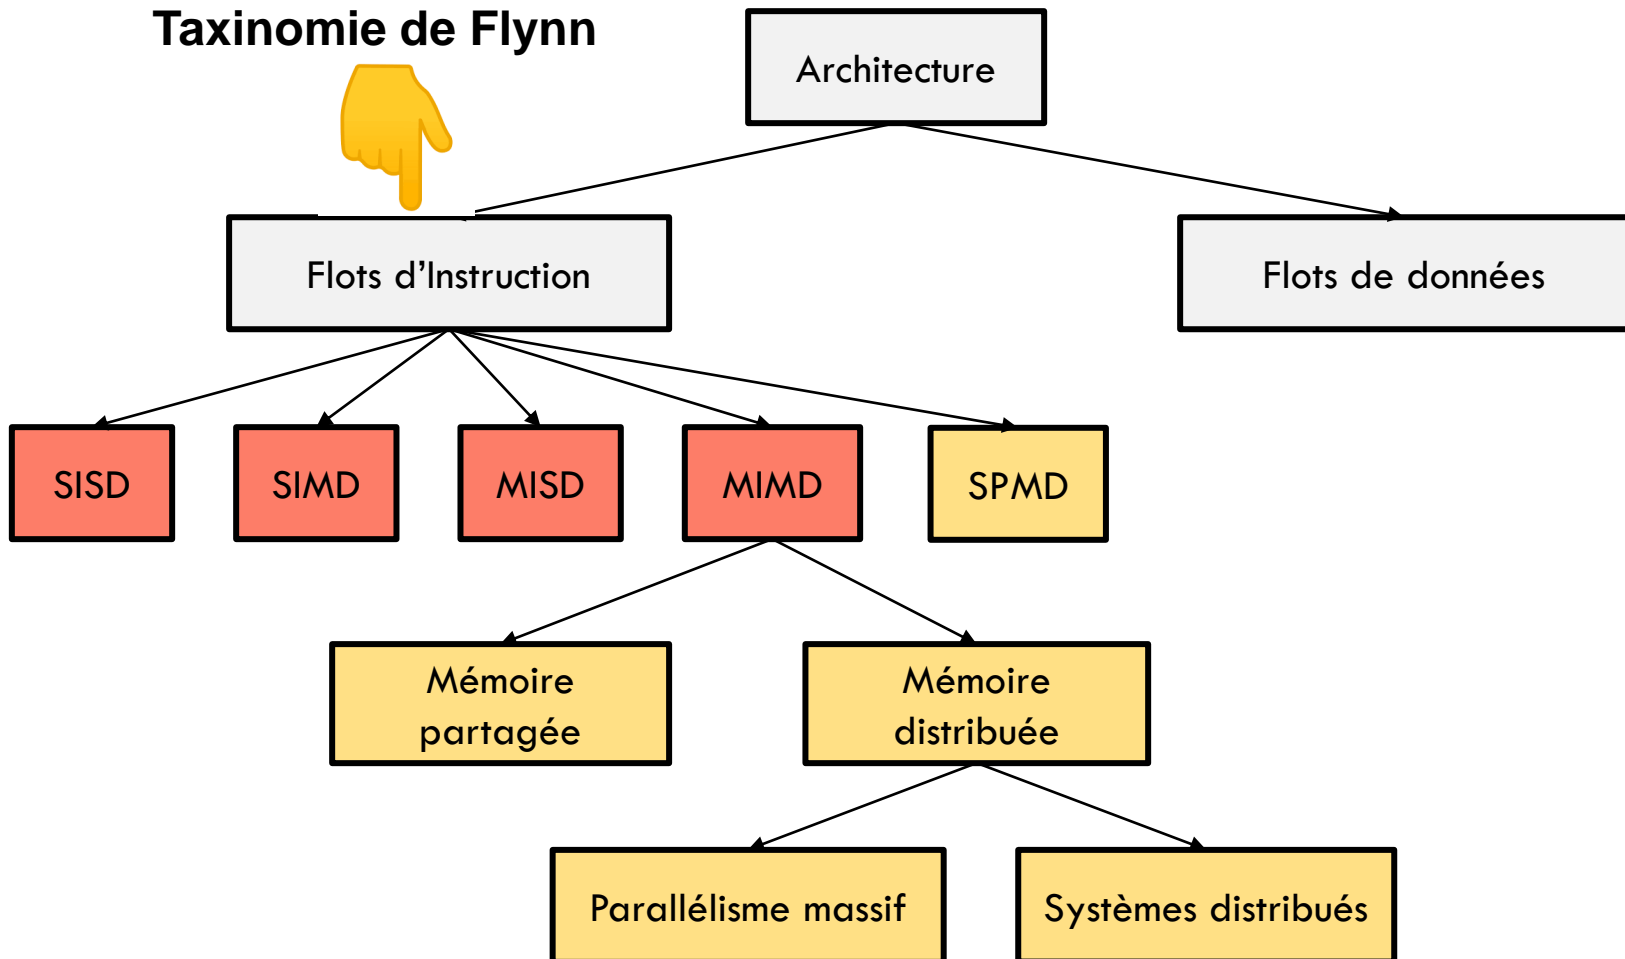 Taxinomie de Flynn
Architecture
Flots d’Instruction
Flots de données
SISD
SIMD
MISD
MIMD
SPMD
Mémoire
partagée
Mémoire
distribuée
Parallélisme massif
Systèmes distribués